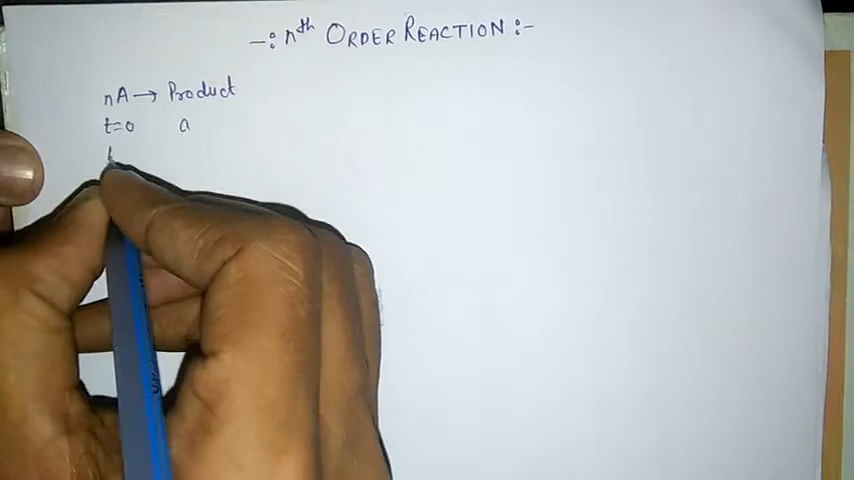 -: nth ORDER REACTION :-
nA → Product
t=0 a